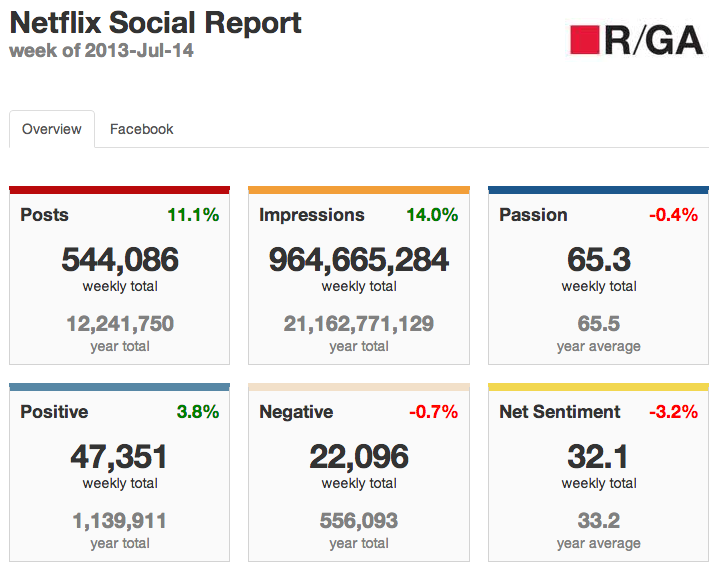 Netflix Social Report
week of 2013-Jul-14
R/GA
Overview Facebook
Posts 11.1%
544,086
weekly total
12,241,750
year total
Impressions 14.0%
964,665,284
weekly total
21,162,771,129
year total
Passion -0.4%
65.3
weekly total
65.5
year average
Positive 3.8%
47,351
weekly total
1,139,911
year total
Negative -0.7%
22,096
weekly total
556,093
year total
Net Sentiment -3.2%
32.1
weekly total
33.2
year average